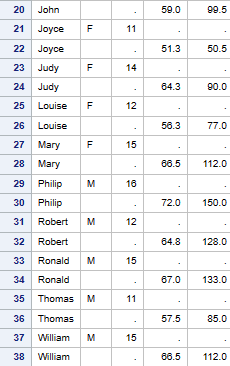 20 John . 59.0 99.5
21 Joyce F 11 . .
22 Joyce . 51.3 50.5
23 Judy F 14 . .
24 Judy . 64.3 90.0
25 Louise F 12 . .
26 Louise . 56.3 77.0
27 Mary F 15 . .
28 Mary . 66.5 112.0
29 Philip M 16 . .
30 Philip . 72.0 150.0
31 Robert M 12 . .
32 Robert . 64.8 128.0
33 Ronald M 15 . .
34 Ronald . 67.0 133.0
35 Thomas M 11 . .
36 Thomas . 57.5 85.0
37 William M 15 . .
38 William . 66.5 112.0